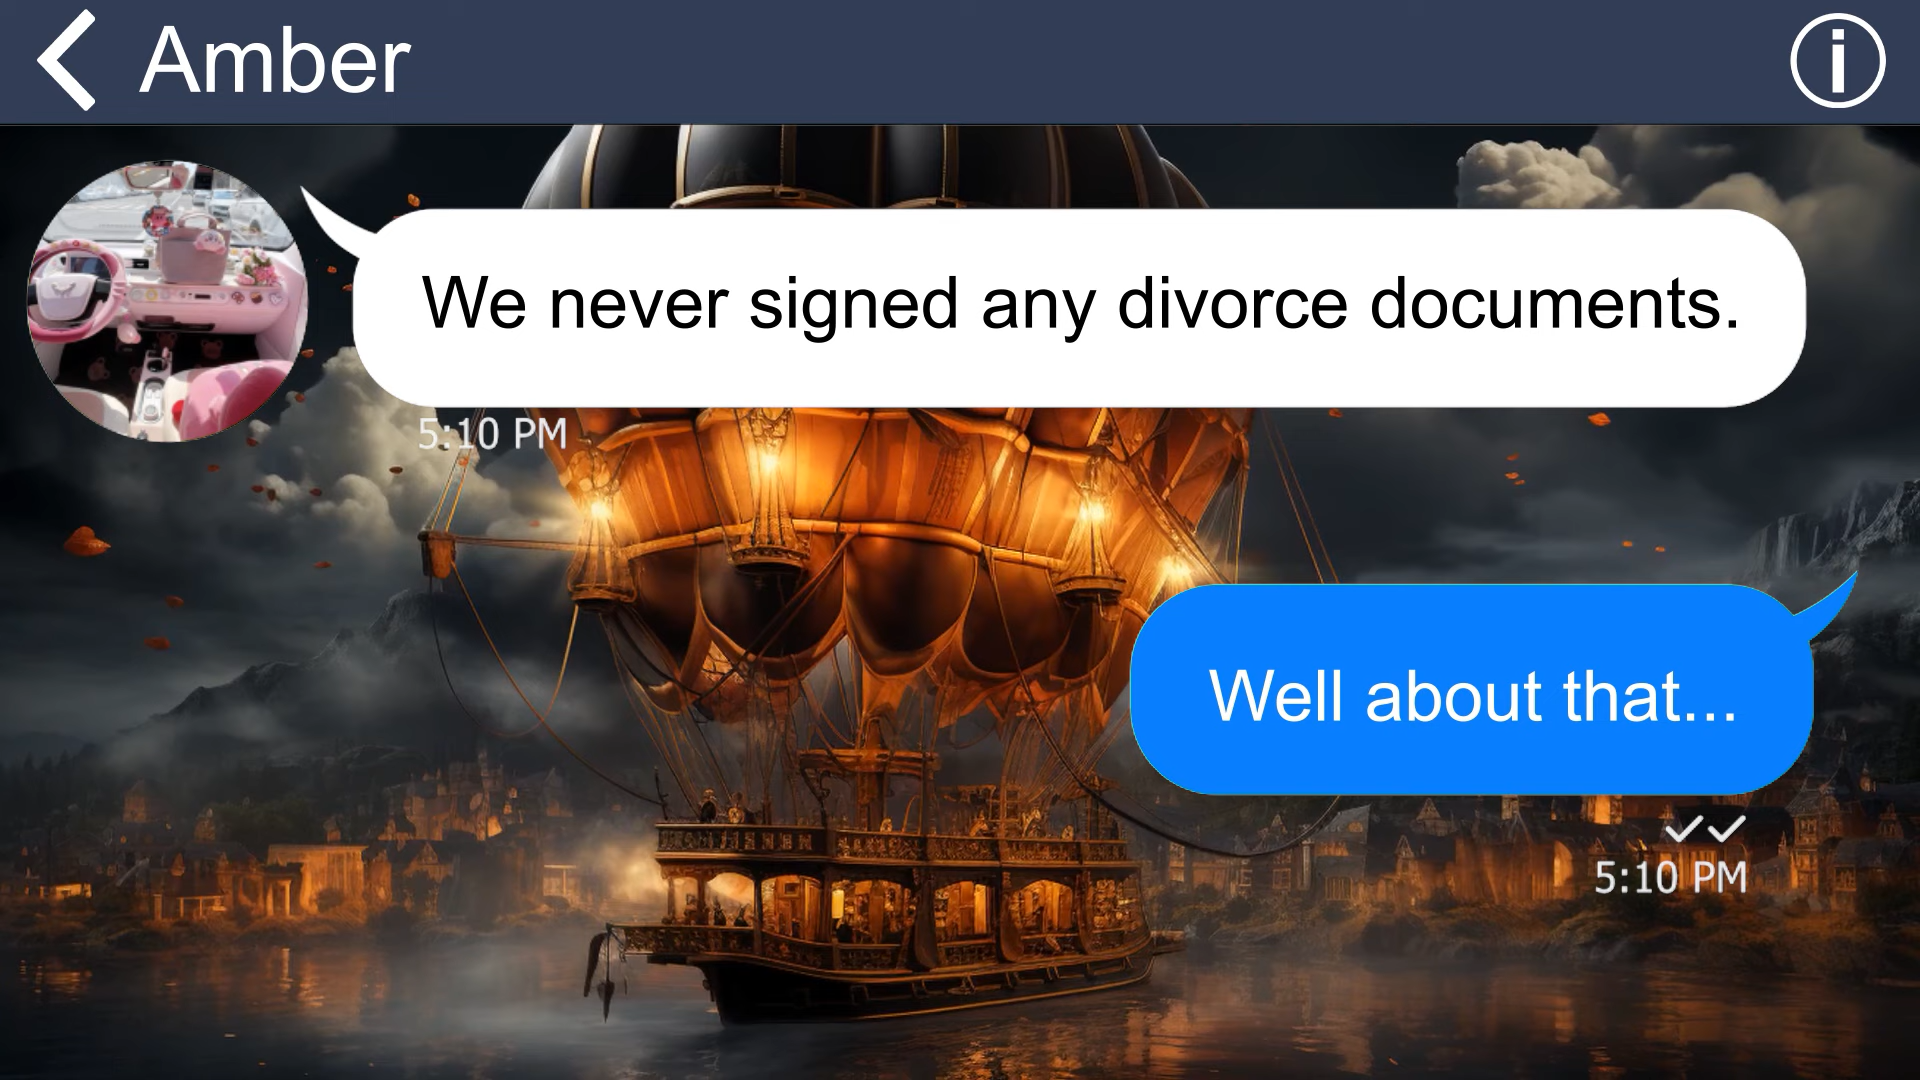 Amber
We never signed any divorce documents.
5:10 PM
Well about that...
5:10 PM